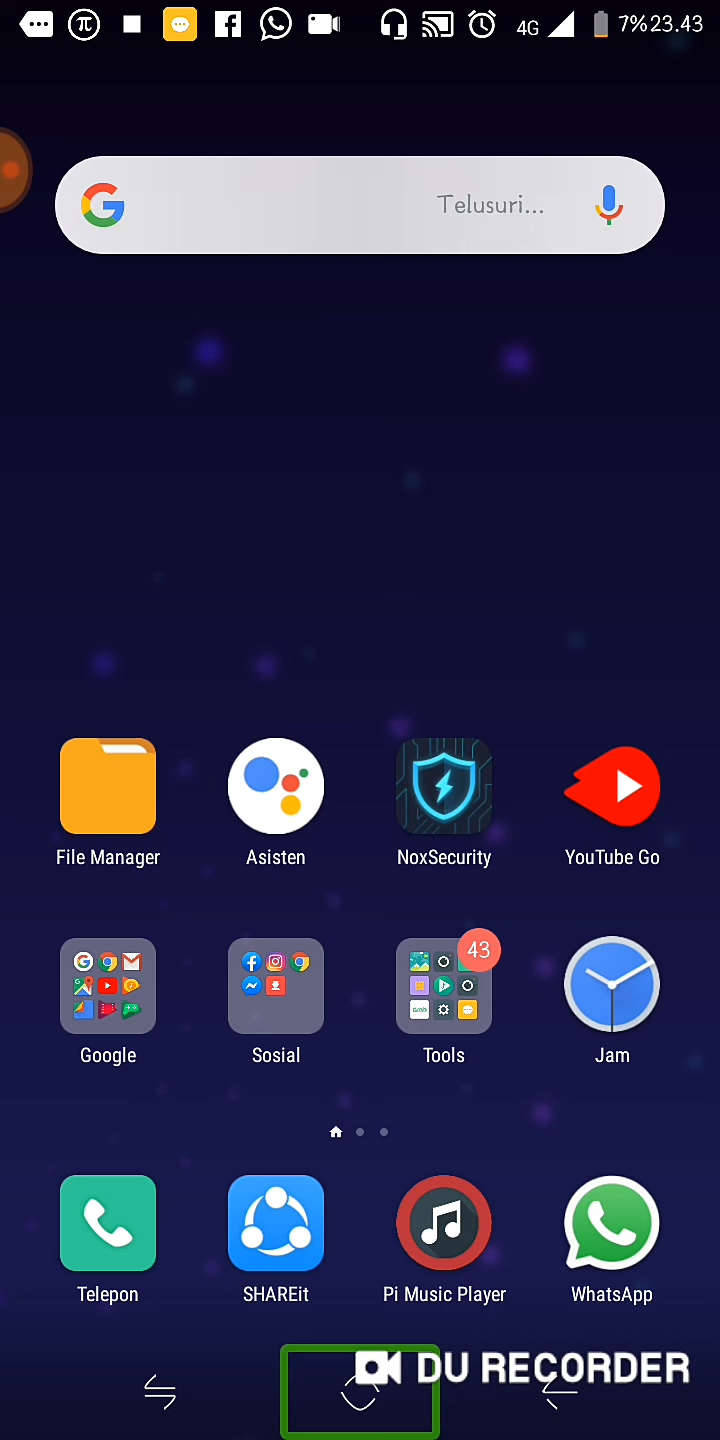 4G 7% 23.43
Telusuri...
File Manager Asisten NoxSecurity YouTube Go
43
Google Sosial Tools Jam
Telepon SHAREit Pi Music Player WhatsApp
DU RECORDER